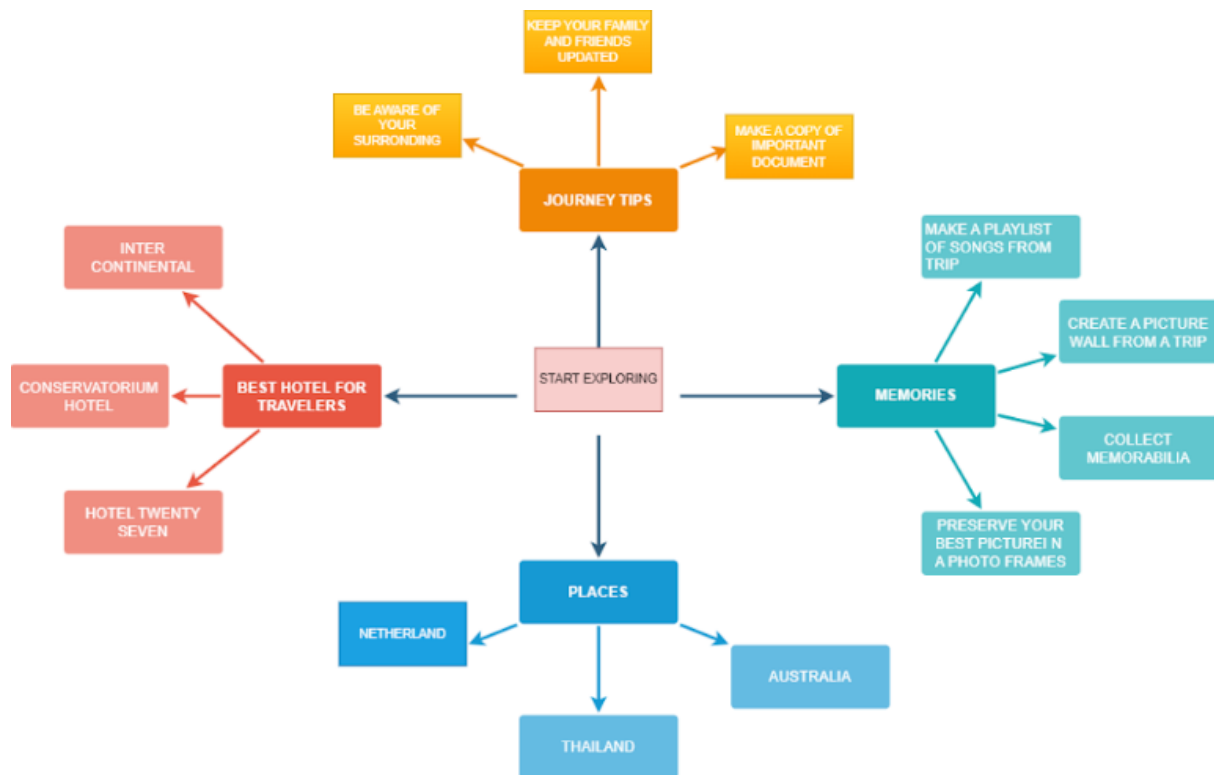 KEEP YOUR FAMILY
AND FRIENDS
UPDATED
BE AWARE OF
YOUR
SURRONDING
MAKE A COPY OF
IMPORTANT
DOCUMENT
JOURNEY TIPS
INTER
CONTINENTAL
CONSERVATORIUM
HOTEL
HOTEL TWENTY
SEVEN
BEST HOTEL FOR
TRAVELERS
START EXPLORING
MEMORIES
MAKE A PLAYLIST
OF SONGS FROM
TRIP
CREATE A PICTURE
WALL FROM A TRIP
COLLECT
MEMORABILIA
PRESERVE YOUR
BEST PICTUREI N
A PHOTO FRAMES
PLACES
NETHERLAND
THAILAND
AUSTRALIA